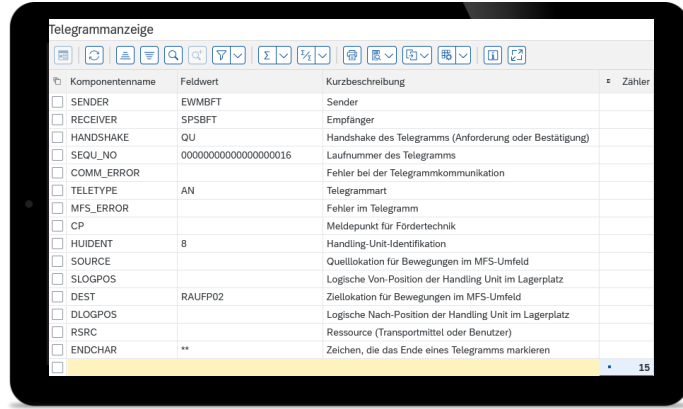 Telegrammanzeige
Komponentenname Feldwert Kurzbeschreibung Zähler
SENDER EWMBFT Sender
RECEIVER SPSBFT Empfänger
HANDSHAKE QU Handshake des Telegramms (Anforderung oder Bestätigung)
SEQU_NO 00000000000000000016 Laufnummer des Telegramms
COMM_ERROR Fehler bei der Telegrammkommunikation
TELETYPE AN Telegrammart
MFS_ERROR Fehler im Telegramm
CP Meldepunkt für Fördertechnik
HUIDENT 8 Handling-Unit-Identifikation
SOURCE Quelllokation für Bewegungen im MFS-Umfeld
SLOGPOS Logische Von-Position der Handling Unit im Lagerplatz
DEST RAUFP02 Ziellokation für Bewegungen im MFS-Umfeld
DLOGPOS Logische Nach-Position der Handling Unit im Lagerplatz
RSRC Ressource (Transportmittel oder Benutzer)
ENDCHAR ** Zeichen, die das Ende eines Telegramms markieren
15